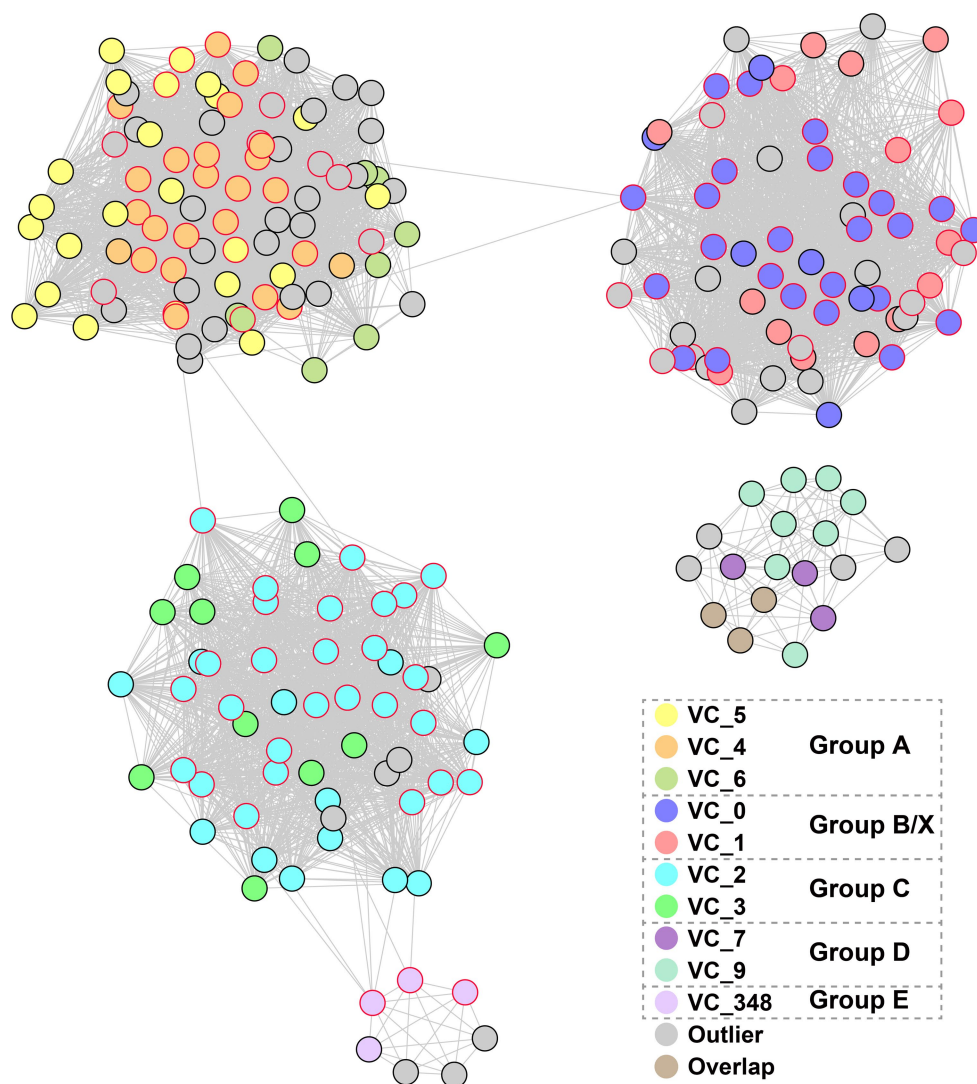 VC_5
VC_4 Group A
VC_6
VC_0
VC_1 Group B/X
VC_2
VC_3 Group C
VC_7
VC_9 Group D
VC_348 Group E
Outlier
Overlap